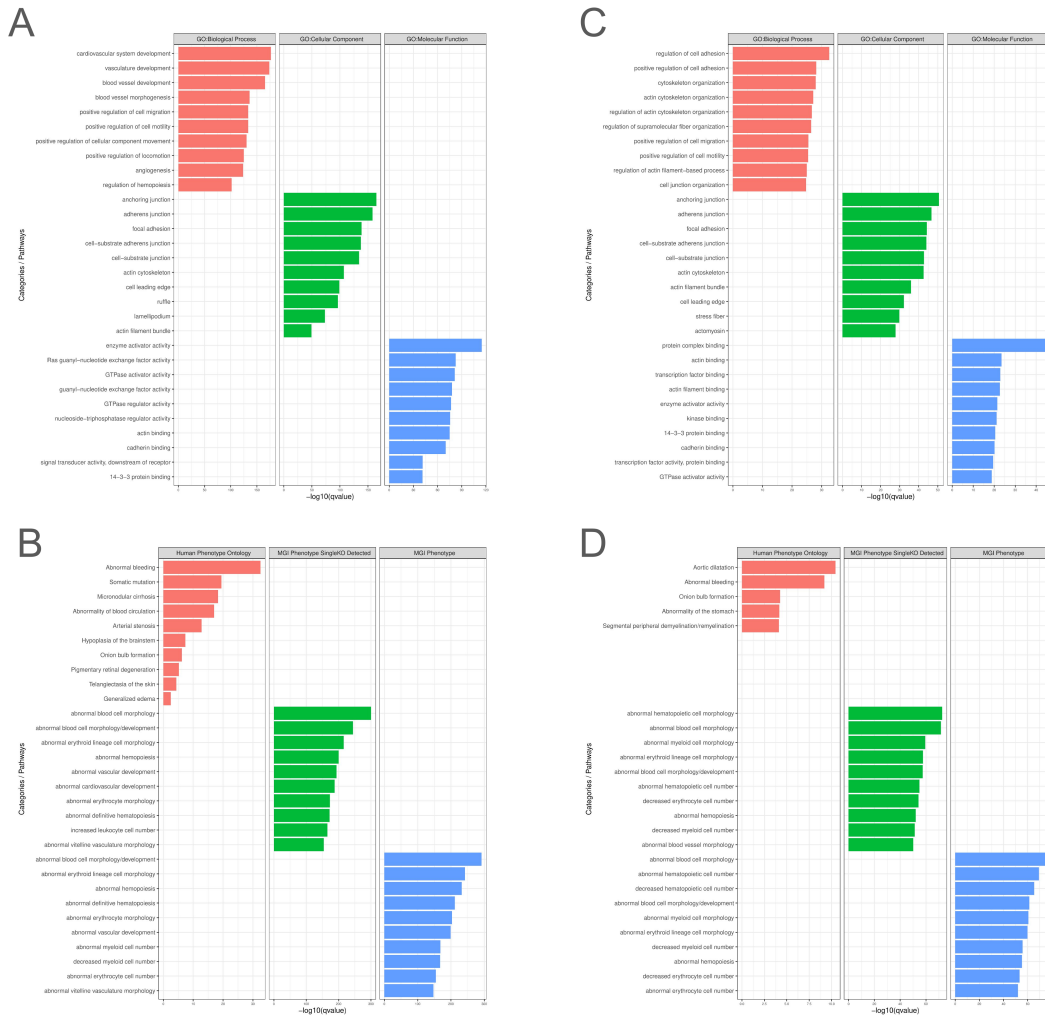 A
GO:Biological Process GO:Cellular Component GO:Molecular Function
cardiovascular system development
vasculature development
blood vessel development
blood vessel morphogenesis
positive regulation of cell migration
positive regulation of cell motility
positive regulation of cellular component movement
positive regulation of locomotion
angiogenesis
regulation of hemopoiesis
anchoring junction
adherens junction
focal adhesion
cell−substrate adherens junction
cell−substrate junction
actin cytoskeleton
cell leading edge
ruffle
lamellipodium
actin filament bundle
enzyme activator activity
Ras guanyl−nucleotide exchange factor activity
GTPase activator activity
guanyl−nucleotide exchange factor activity
GTPase regulator activity
nucleoside−triphosphatase regulator activity
actin binding
cadherin binding
signal transducer activity, downstream of receptor
14−3−3 protein binding
Categories / Pathways
−log10(qvalue)
B
Human Phenotype Ontology MGI Phenotype SingleKO Detected MGI Phenotype
Abnormal bleeding
Somatic mutation
Micronodular cirrhosis
Abnormality of blood circulation
Arterial stenosis
Hypoplasia of the brainstem
Onion bulb formation
Pigmentary retinal degeneration
Telangiectasia of the skin
Generalized edema
abnormal blood cell morphology
abnormal blood cell morphology/development
abnormal erythroid lineage cell morphology
abnormal hemopoiesis
abnormal vascular development
abnormal cardiovascular development
abnormal erythrocyte morphology
abnormal definitive hematopoiesis
increased leukocyte cell number
abnormal vitelline vasculature morphology
abnormal blood cell morphology/development
abnormal erythroid lineage cell morphology
abnormal hemopoiesis
abnormal definitive hematopoiesis
abnormal erythrocyte morphology
abnormal vascular development
abnormal myeloid cell number
decreased myeloid cell number
abnormal erythrocyte cell number
abnormal vitelline vasculature morphology
Categories / Pathways
−log10(qvalue)
C
GO:Biological Process GO:Cellular Component GO:Molecular Function
regulation of cell adhesion
positive regulation of cell adhesion
cytoskeleton organization
actin cytoskeleton organization
regulation of actin cytoskeleton organization
regulation of supramolecular fiber organization
positive regulation of cell migration
positive regulation of cell motility
regulation of actin filament−based process
cell junction organization
anchoring junction
adherens junction
focal adhesion
cell−substrate adherens junction
cell−substrate junction
actin cytoskeleton
actin filament bundle
cell leading edge
stress fiber
actomyosin
protein complex binding
actin binding
transcription factor binding
actin filament binding
enzyme activator activity
kinase binding
14−3−3 protein binding
cadherin binding
transcription factor activity, protein binding
GTPase activator activity
Categories / Pathways
−log10(qvalue)
D
Human Phenotype Ontology MGI Phenotype SingleKO Detected MGI Phenotype
Aortic dilatation
Abnormal bleeding
Onion bulb formation
Abnormality of the stomach
Segmental peripheral demyelination/remyelination
abnormal hematopoietic cell morphology
abnormal blood cell morphology
abnormal myeloid cell morphology
abnormal erythroid lineage cell morphology
abnormal blood cell morphology/development
abnormal hematopoietic cell number
decreased erythrocyte cell number
abnormal hemopoiesis
decreased myeloid cell number
abnormal blood vessel morphology
abnormal blood cell morphology
abnormal hematopoietic cell number
decreased hematopoietic cell number
abnormal blood cell morphology/development
abnormal myeloid cell morphology
abnormal erythroid lineage cell morphology
decreased myeloid cell number
abnormal hemopoiesis
decreased erythrocyte cell number
abnormal erythrocyte cell number
Categories / Pathways
−log10(qvalue)